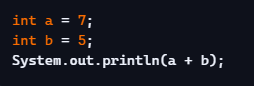 int a = 7;
int b = 5;
System.out.println(a + b);